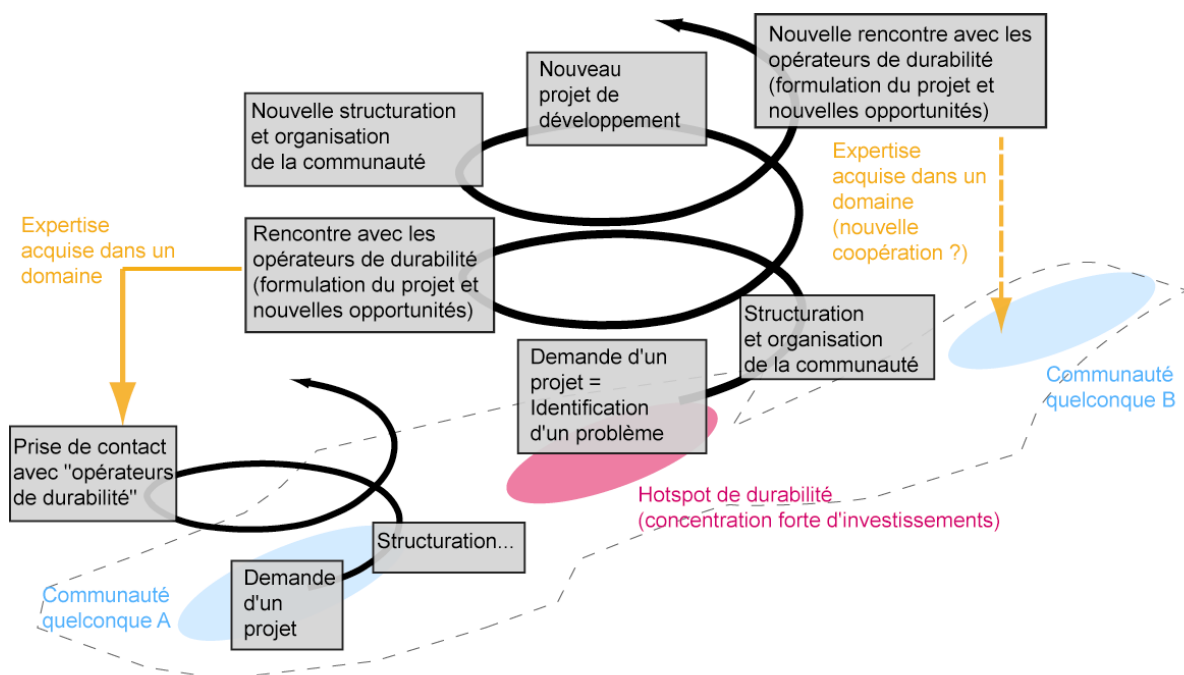 Nouvelle rencontre avec les
opérateurs de durabilité
(formulation du projet et
nouvelles opportunités)
Nouveau
projet de
développement
Nouvelle structuration
et organisation
de la communauté
Expertise
acquise dans un
domaine
(nouvelle
coopération ?)
Expertise
acquise dans un
domaine
Rencontre avec les
opérateurs de durabilité
(formulation du projet et
nouvelles opportunités)
Structuration
et organisation
de la communauté
Demande d'un
projet =
Identification
d'un problème
Communauté
quelconque B
Prise de contact
avec "opérateurs
de durabilité"
Hotspot de durabilité
(concentration forte d'investissements)
Structuration...
Demande
d'un
projet
Communauté
quelconque A